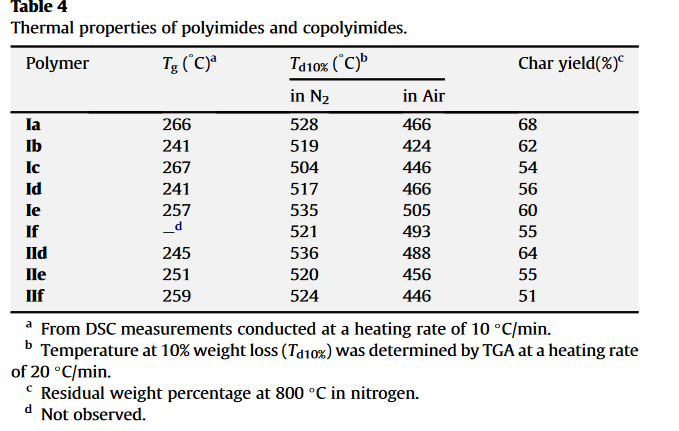 Table 4
Thermal properties of polyimides and copolyimides.
Polymer Tg (°C)a Td10% (°C)b Char yield(%)c
in N2 in Air
Ia 266 528 466 68
Ib 241 519 424 62
Ic 267 504 446 54
Id 241 517 466 56
Ie 257 535 505 60
If –d 521 493 55
IId 245 536 488 64
IIe 251 520 456 55
IIf 259 524 446 51
a From DSC measurements conducted at a heating rate of 10 °C/min.
b Temperature at 10% weight loss (Td10%) was determined by TGA at a heating rate
of 20 °C/min.
c Residual weight percentage at 800 °C in nitrogen.
d Not observed.